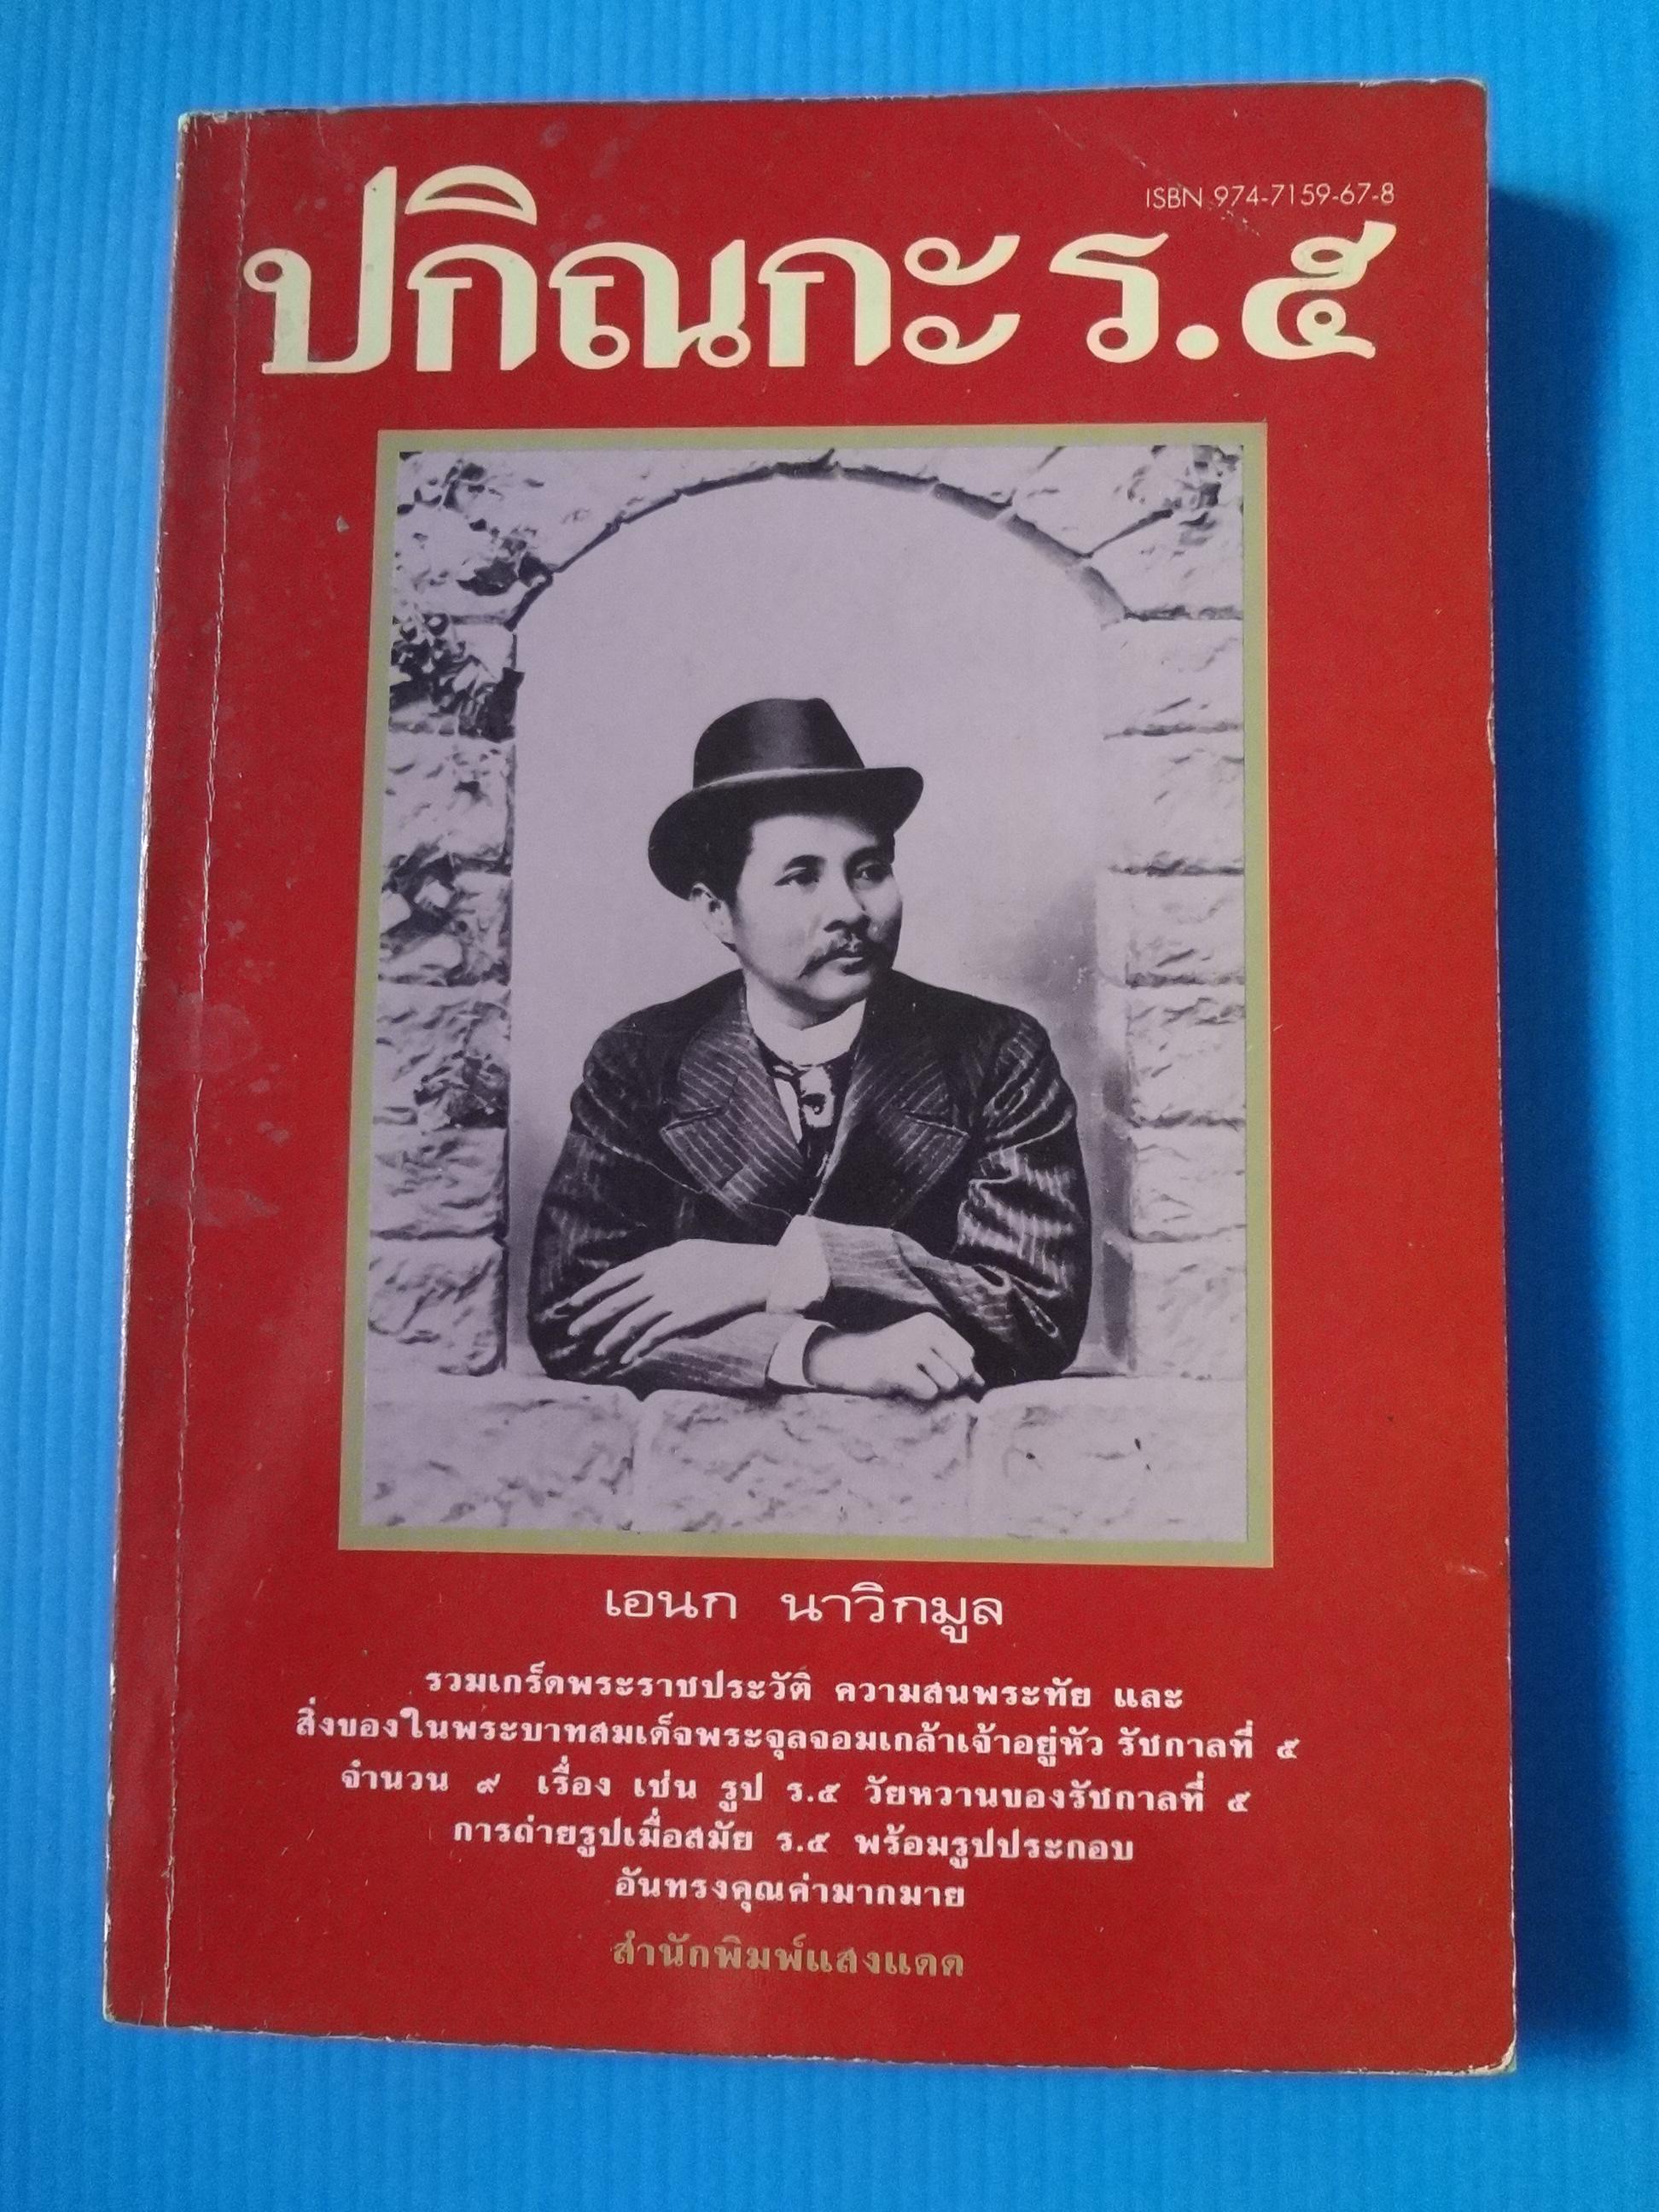 ISBN 974-7159-67-8
ปกิณกะ ร.๕
เอนก นาวิกมูล
รวมเกร็ดพระราชประวัติ ความสนพระทัย และ
สิ่งของในพระบาทสมเด็จพระจุลจอมเกล้าเจ้าอยู่หัว รัชกาลที่ ๕
จำนวน ๙ เรื่อง เช่น รูป ร.๕ วัยหวานของรัชกาลที่ ๕
การถ่ายรูปเมื่อสมัย ร.๕ พร้อมรูปประกอบ
อันทรงคุณค่ามากมาย
สำนักพิมพ์แสงแดด